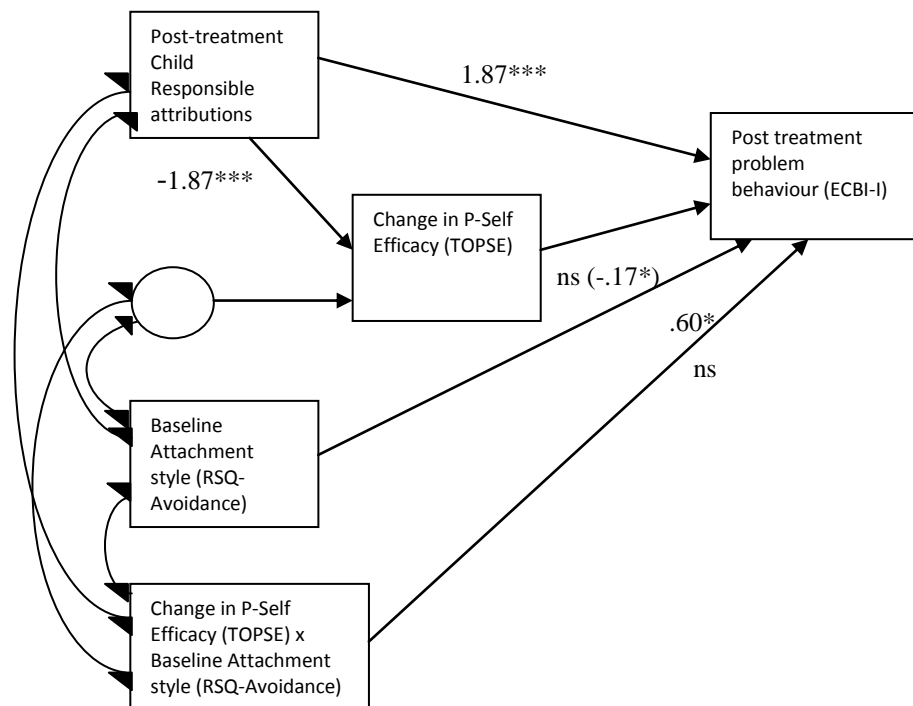 Post-treatment
Child
Responsible
attributions
1.87***
Post treatment
problem
behaviour (ECBI-I)
-1.87***
Change in P-Self
Efficacy (TOPSE)
ns (-.17*)
.60*
ns
Baseline
Attachment
style (RSQ-
Avoidance)
Change in P-Self
Efficacy (TOPSE) x
Baseline Attachment
style (RSQ-Avoidance)